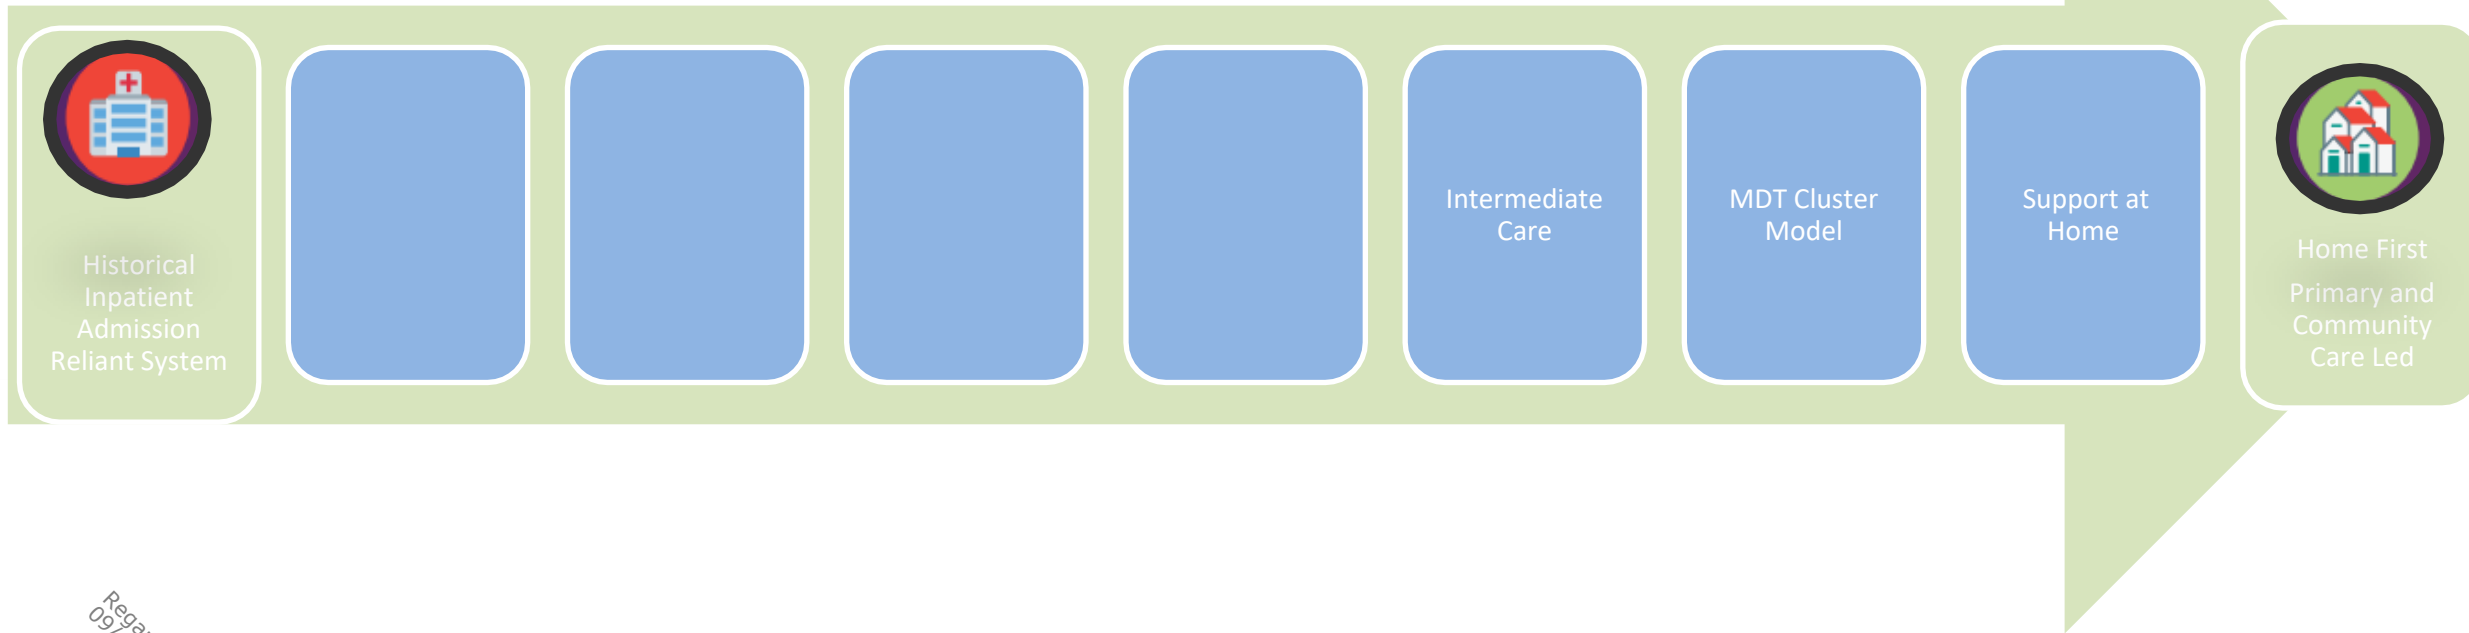 Historical
Inpatient
Admission
Reliant System
Intermediate
Care
MDT Cluster
Model
Support at
Home
Home First
Primary and
Community
Care Led